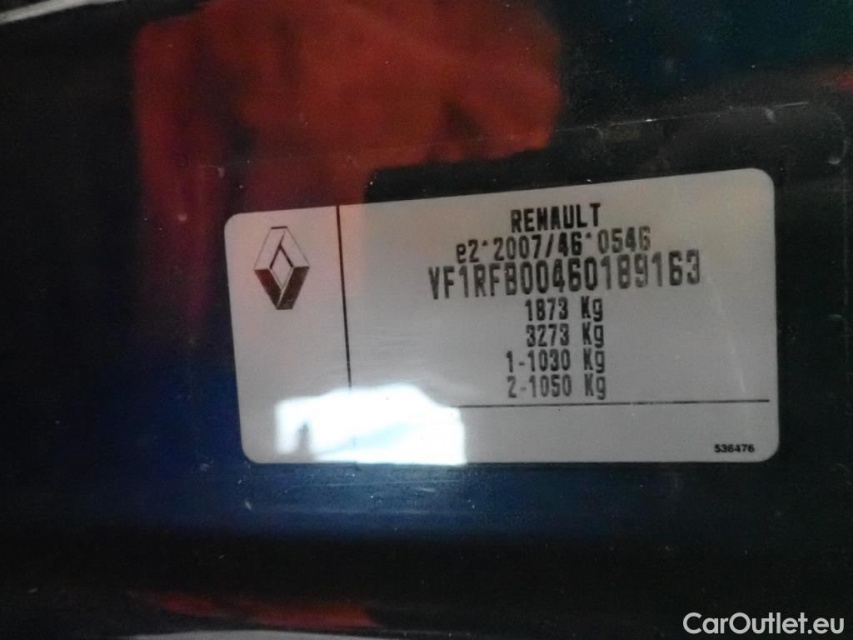 RENAULT
e2*2007/46*0546
VF1RFB00460189163
1873 Kg
3273 Kg
1-1030 Kg
2-1050 Kg
536476
CarOutlet.eu